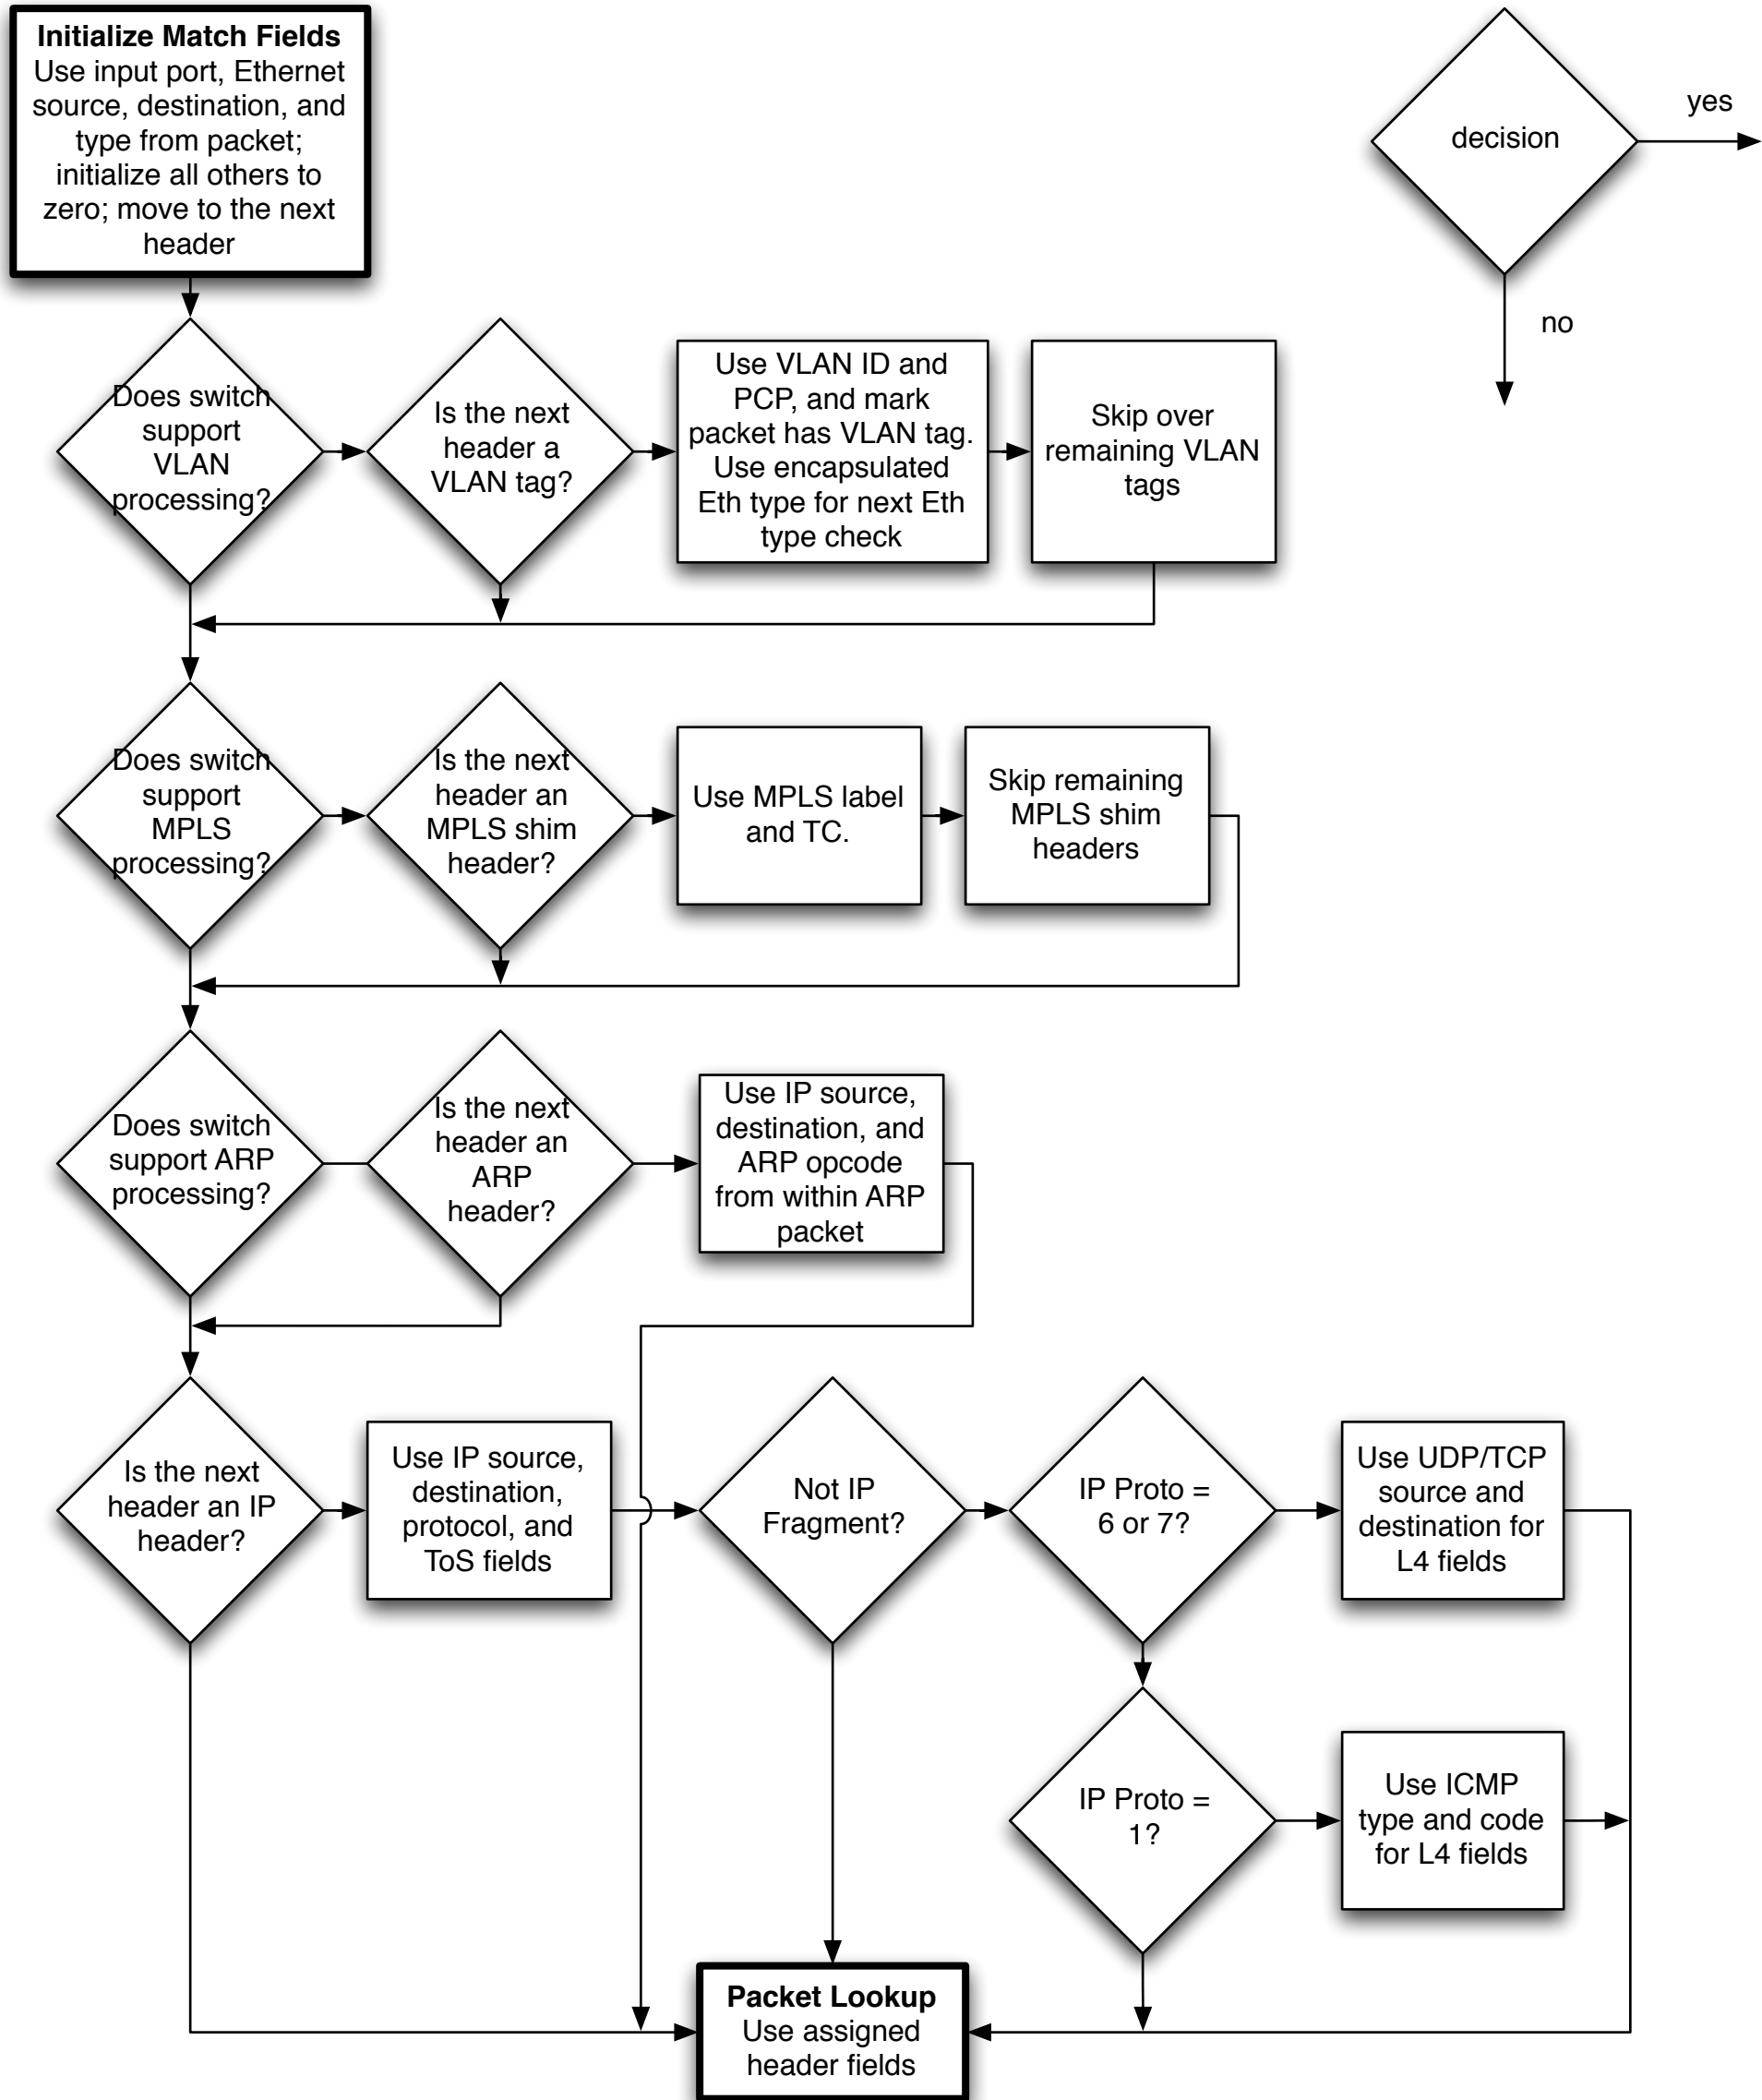 Initialize Match Fields
Use input port, Ethernet
source, destination, and
type from packet;
initialize all others to
zero; move to the next
header
decision
yes
no
Does switch
support
VLAN
processing?
Is the next
header a
VLAN tag?
Use VLAN ID and
PCP, and mark
packet has VLAN tag.
Use encapsulated
Eth type for next Eth
type check
Skip over
remaining VLAN
tags
Does switch
support
MPLS
processing?
Is the next
header an
MPLS shim
header?
Use MPLS label
and TC.
Skip remaining
MPLS shim
headers
Does switch
support ARP
processing?
Is the next
header an
ARP
header?
Use IP source,
destination, and
ARP opcode
from within ARP
packet
Is the next
header an IP
header?
Use IP source,
destination,
protocol, and
ToS fields
Not IP
Fragment?
IP Proto =
6 or 7?
Use UDP/TCP
source and
destination for
L4 fields
IP Proto =
1?
Use ICMP
type and code
for L4 fields
Packet Lookup
Use assigned
header fields